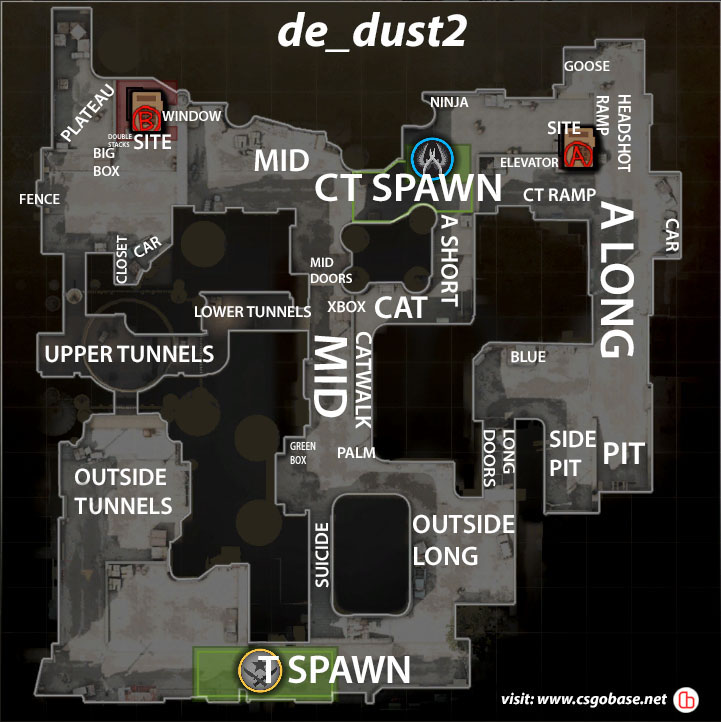 de_dust2
GOOSE
PLATEAU
B
WINDOW
NINJA
HEADSHOT
RAMP
SITE
A
DOUBLE
STACKS
SITE
BIG
BOX
MID
ELEVATOR
CT SPAWN
CT RAMP
FENCE
A LONG
CAR
A SHORT
CLOSET
CAR
MID
DOORS
LOWER TUNNELS
XBOX
CAT
UPPER TUNNELS
MID
CATWALK
BLUE
GREEN
BOX
PALM
LONG
DOORS
SIDE
PIT
PIT
OUTSIDE
TUNNELS
SUICIDE
OUTSIDE
LONG
T SPAWN
visit: www.csgobase.net
b